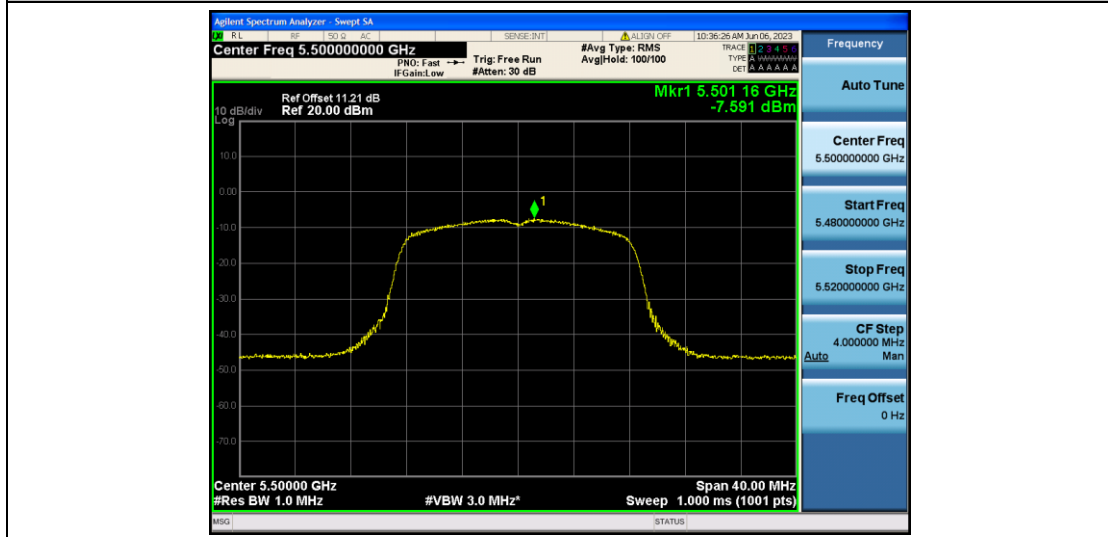 Agilent Spectrum Analyzer - Swept SA
RL RF 50 Ω AC SENSE:INT ALIGN OFF 10:36:26 AM Jun 06, 2023
Center Freq 5.500000000 GHz
PNO: Fast
IFGain:Low
Trig: Free Run
#Atten: 30 dB
#Avg Type: RMS
Avg|Hold: 100/100
TRACE 1 2 3 4 5 6
TYPE A
DET A A A A A A
Frequency
Auto Tune
Center Freq
5.500000000 GHz
Start Freq
5.480000000 GHz
Stop Freq
5.520000000 GHz
CF Step
4.000000 MHz
Auto Man
Freq Offset
0 Hz
Mkr1 5.501 16 GHz
-7.591 dBm
Ref Offset 11.21 dB
10 dB/div Ref 20.00 dBm
Log
10.0
0.00
1
-10.0
-20.0
-30.0
-40.0
-50.0
-60.0
-70.0
Center 5.50000 GHz Span 40.00 MHz
#Res BW 1.0 MHz #VBW 3.0 MHz* Sweep 1.000 ms (1001 pts)
MSG STATUS